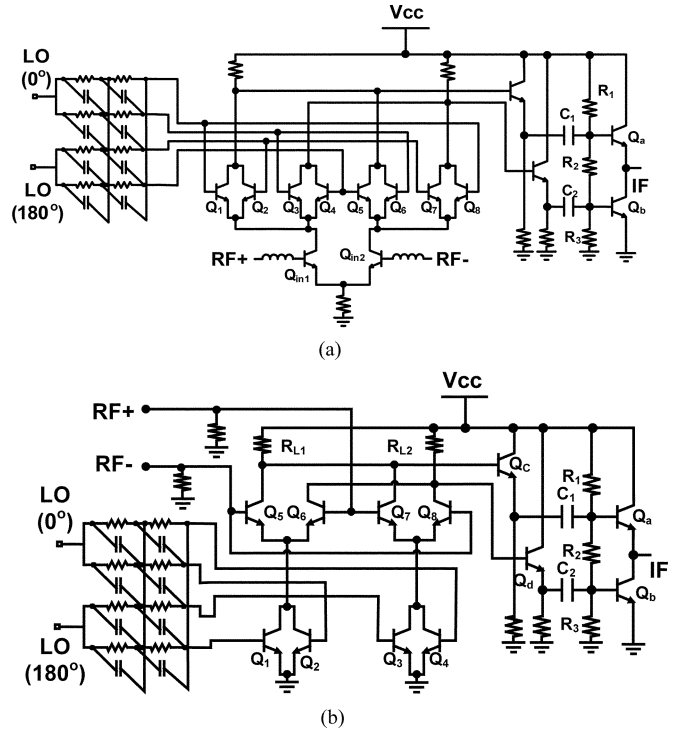 Vcc
LO
(0°)
LO
(180°)
R1
C1
Qa
R2
IF
C2
Qb
R3
Q1
Q2
Q3
Q4
Q5
Q6
Q7
Q8
RF+
Qin1
Qin2
RF-
(a)
Vcc
RF+
RF-
RL1
RL2
QC
R1
C1
Qa
LO
(0°)
Q5
Q6
Q7
Q8
R2
IF
Qd
C2
Qb
R3
LO
(180°)
Q1
Q2
Q3
Q4
(b)